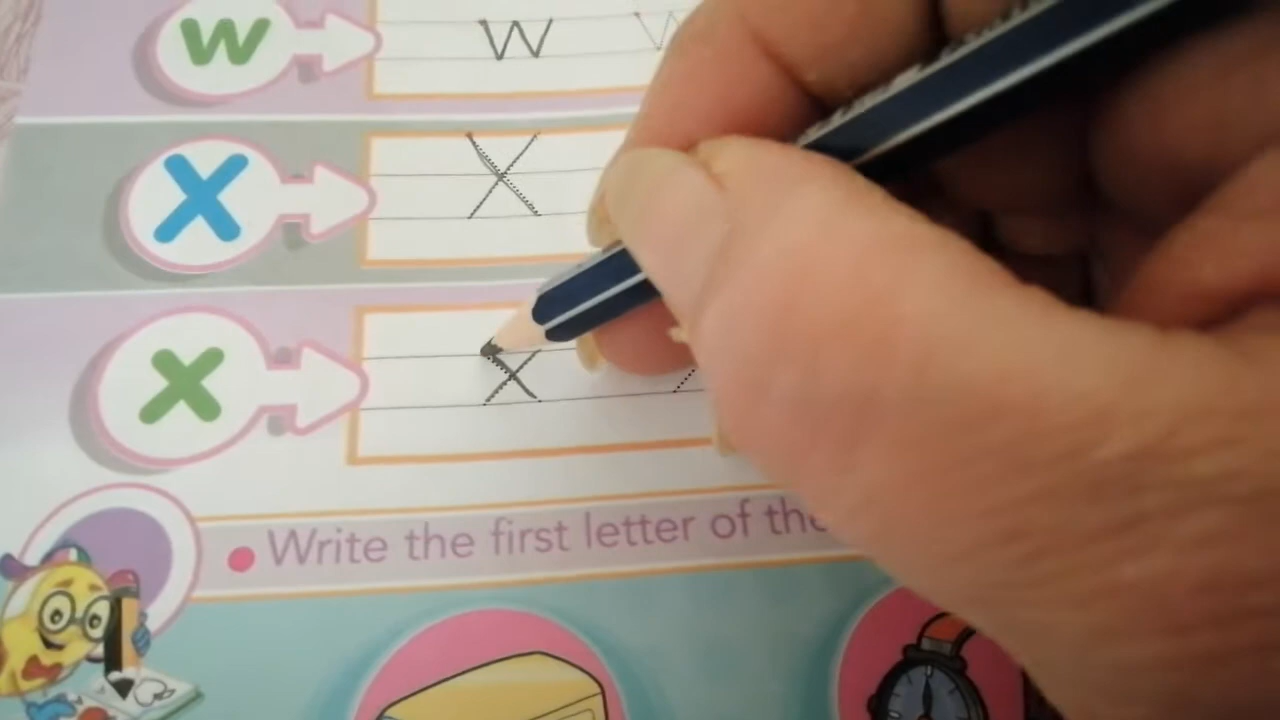 w w w
X X
x x
Write the first letter of the